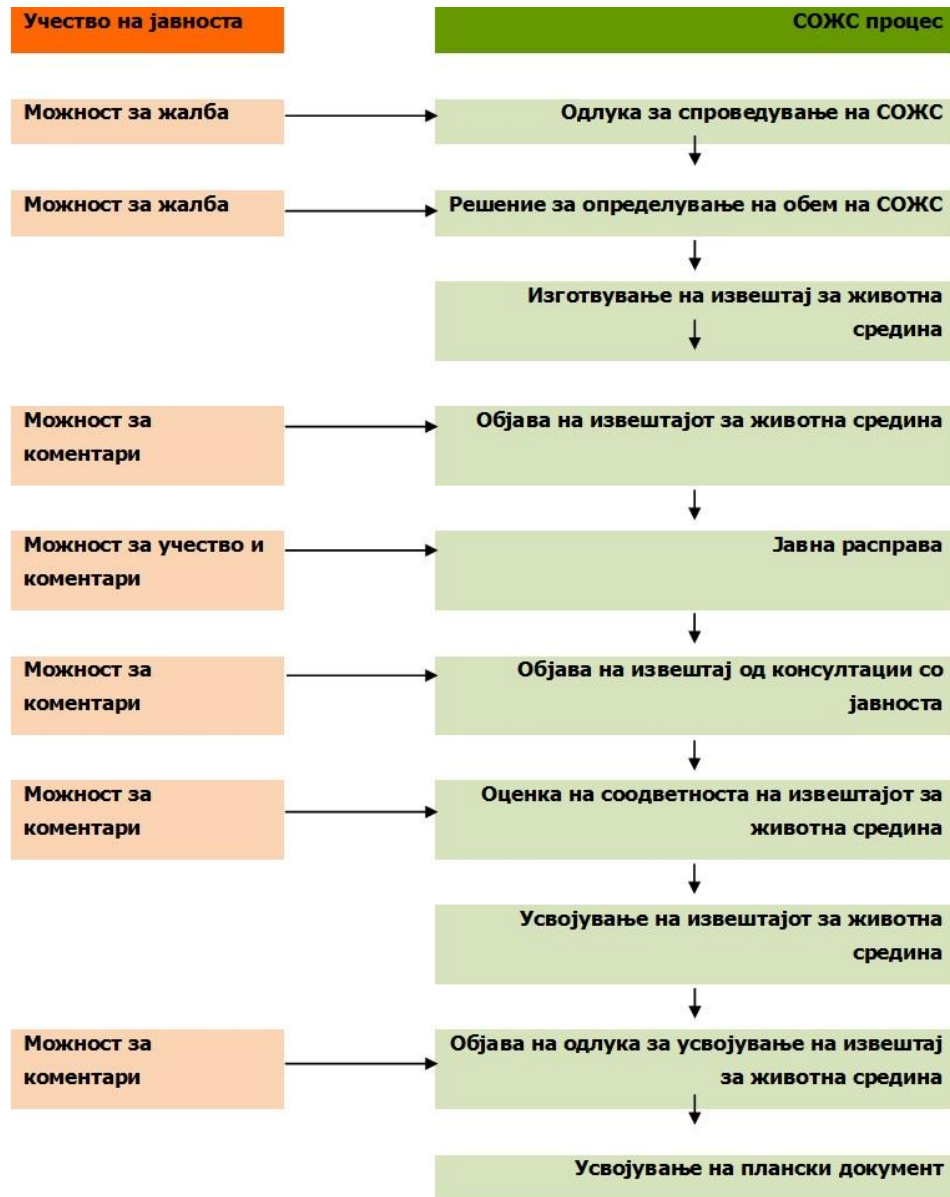 Учество на јавноста
СОЖС процес
Можност за жалба
Одлука за спроведување на СОЖС
Можност за жалба
Решение за определување на обем на СОЖС
Изготвување на извештај за животна
средина
Можност за
коментари
Објава на извештајот за животна средина
Можност за учество и
коментари
Јавна расправа
Можност за
коментари
Објава на извештај од консултации со
јавноста
Можност за
коментари
Оценка на соодветноста на извештајот за
животна средина
Усвојување на извештајот за животна
средина
Можност за
коментари
Објава на одлука за усвојување на извештај
за животна средина
Усвојување на плански документ